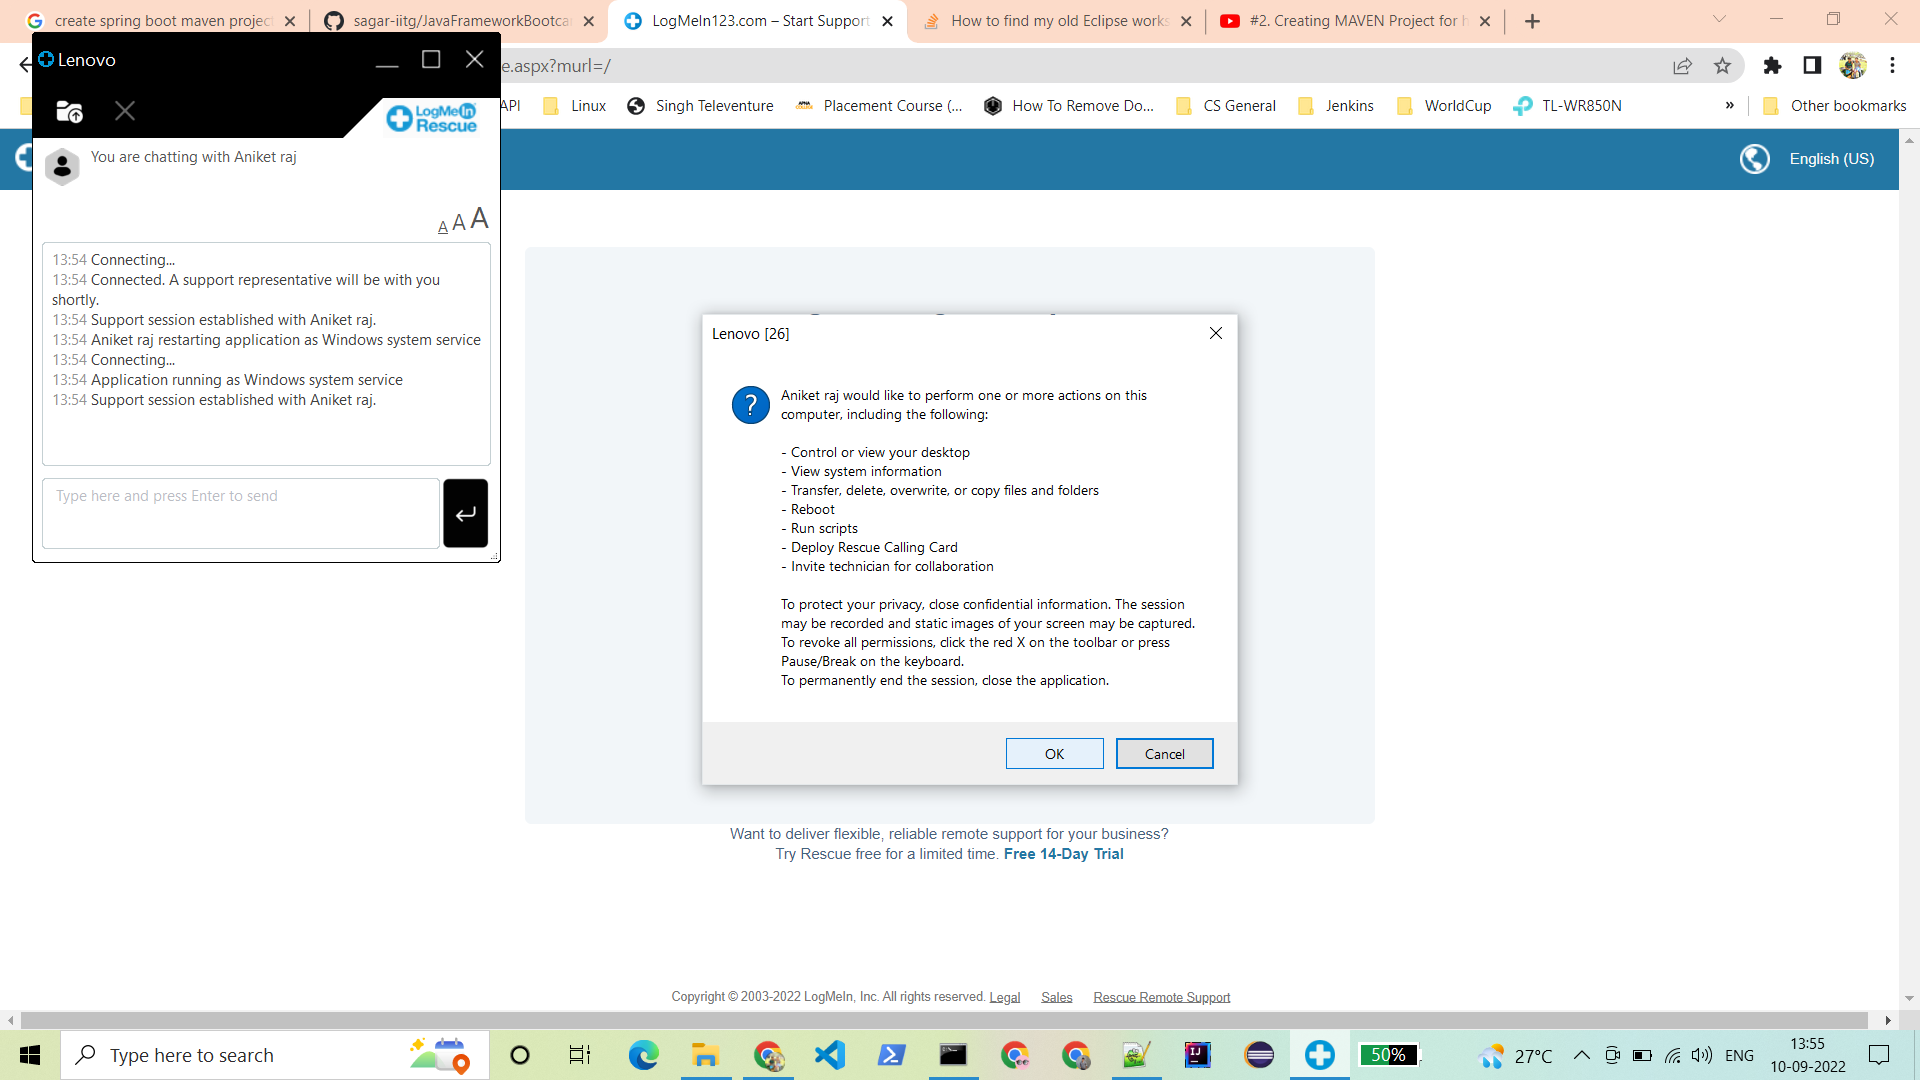 create spring boot maven projec
sagar-iitg/JavaFrameworkBootca
LogMeIn123.com – Start Support
How to find my old Eclipse works
#2. Creating MAVEN Project for h
Lenovo
e.aspx?murl=/
LogMeIn
Rescue
API
Linux
Singh Televenture
Placement Course (...
How To Remove Do...
CS General
Jenkins
WorldCup
TL-WR850N
»
Other bookmarks
You are chatting with Aniket raj
English (US)
A A A
13:54 Connecting...
13:54 Connected. A support representative will be with you
shortly.
13:54 Support session established with Aniket raj.
13:54 Aniket raj restarting application as Windows system service
13:54 Connecting...
13:54 Application running as Windows system service
13:54 Support session established with Aniket raj.
Type here and press Enter to send
Lenovo [26]
Aniket raj would like to perform one or more actions on this
computer, including the following:
- Control or view your desktop
- View system information
- Transfer, delete, overwrite, or copy files and folders
- Reboot
- Run scripts
- Deploy Rescue Calling Card
- Invite technician for collaboration
To protect your privacy, close confidential information. The session
may be recorded and static images of your screen may be captured.
To revoke all permissions, click the red X on the toolbar or press
Pause/Break on the keyboard.
To permanently end the session, close the application.
OK
Cancel
Want to deliver flexible, reliable remote support for your business?
Try Rescue free for a limited time. Free 14-Day Trial
Copyright © 2003-2022 LogMeIn, Inc. All rights reserved. Legal Sales Rescue Remote Support
Type here to search
50%
27°C
ENG
13:55
10-09-2022